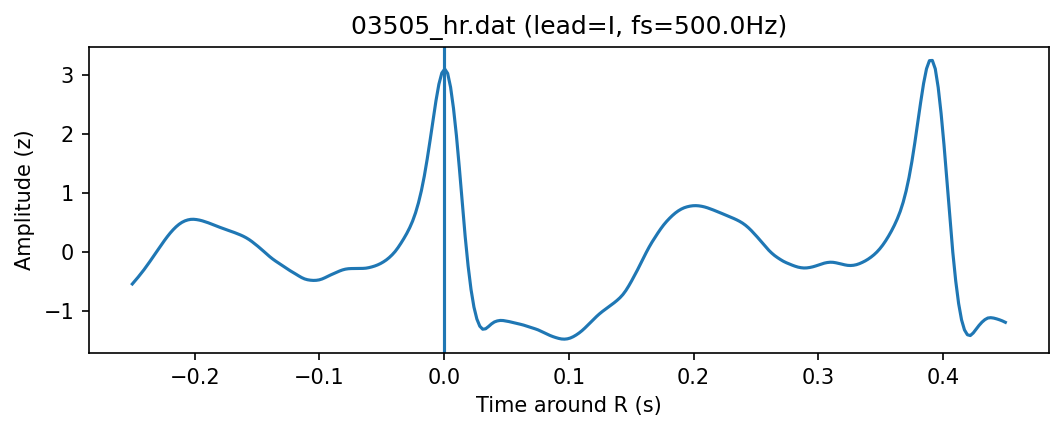 03505_hr.dat (lead=I, fs=500.0Hz)
Amplitude (z)
3
2
1
0
−1
−0.2 −0.1 0.0 0.1 0.2 0.3 0.4
Time around R (s)